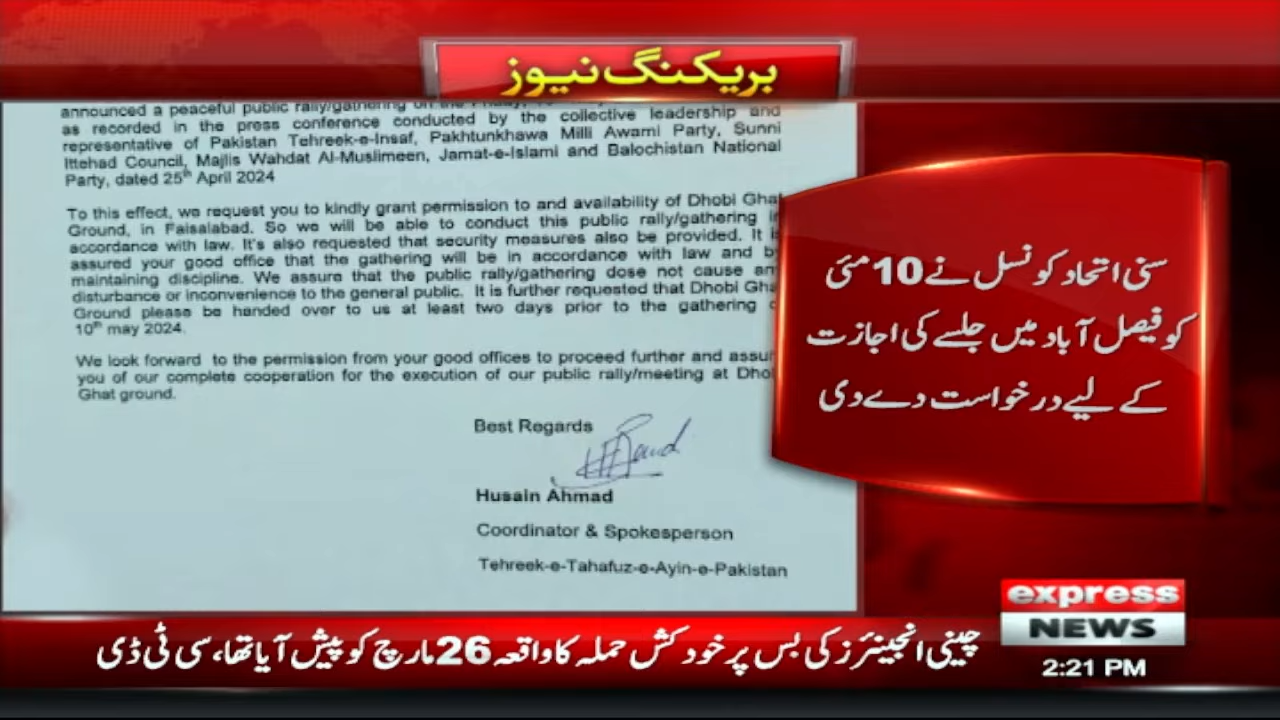 بریکنگ نیوز
announced a peaceful public rally/gathering on the Friday,
as recorded in the press conference conducted by the collective leadership and
representative of Pakistan Tehreek-e-Insaf, Pakhtunkhawa Milli Awami Party, Sunni
Ittehad Council, Majlis Wahdat Al-Muslimeen, Jamat-e-Islami and Balochistan National
Party, dated 25th April 2024
To this effect, we request you to kindly grant permission to and availability of Dhobi Ghat
Ground, in Faisalabad. So we will be able to conduct this public rally/gathering in
accordance with law. It's also requested that security measures also be provided. It is
assured your good office that the gathering will be in accordance with law and by
maintaining discipline. We assure that the public rally/gathering dose not cause any
disturbance or inconvenience to the general public. It is further requested that Dhobi Gha
Ground please be handed over to us at least two days prior to the gathering
10th may 2024.
We look forward to the permission from your good offices to proceed further and assur
you of our complete cooperation for the execution of our public rally/meeting at Dho
Ghat ground.
Best Regards
Husain Ahmad
Coordinator & Spokesperson
Tehreek-e-Tahafuz-e-Ayin-e-Pakistan
سنی اتحاد کونسل نے 10 مئی
کو فیصل آباد میں جلسے کی اجازت
کے لیے درخواست دے دی
express
NEWS
2:21 PM
چینی انجینئرز کی بس پر خودکش حملہ کا واقعہ 26 مارچ کو پیش آیا تھا، سی ٹی ڈی